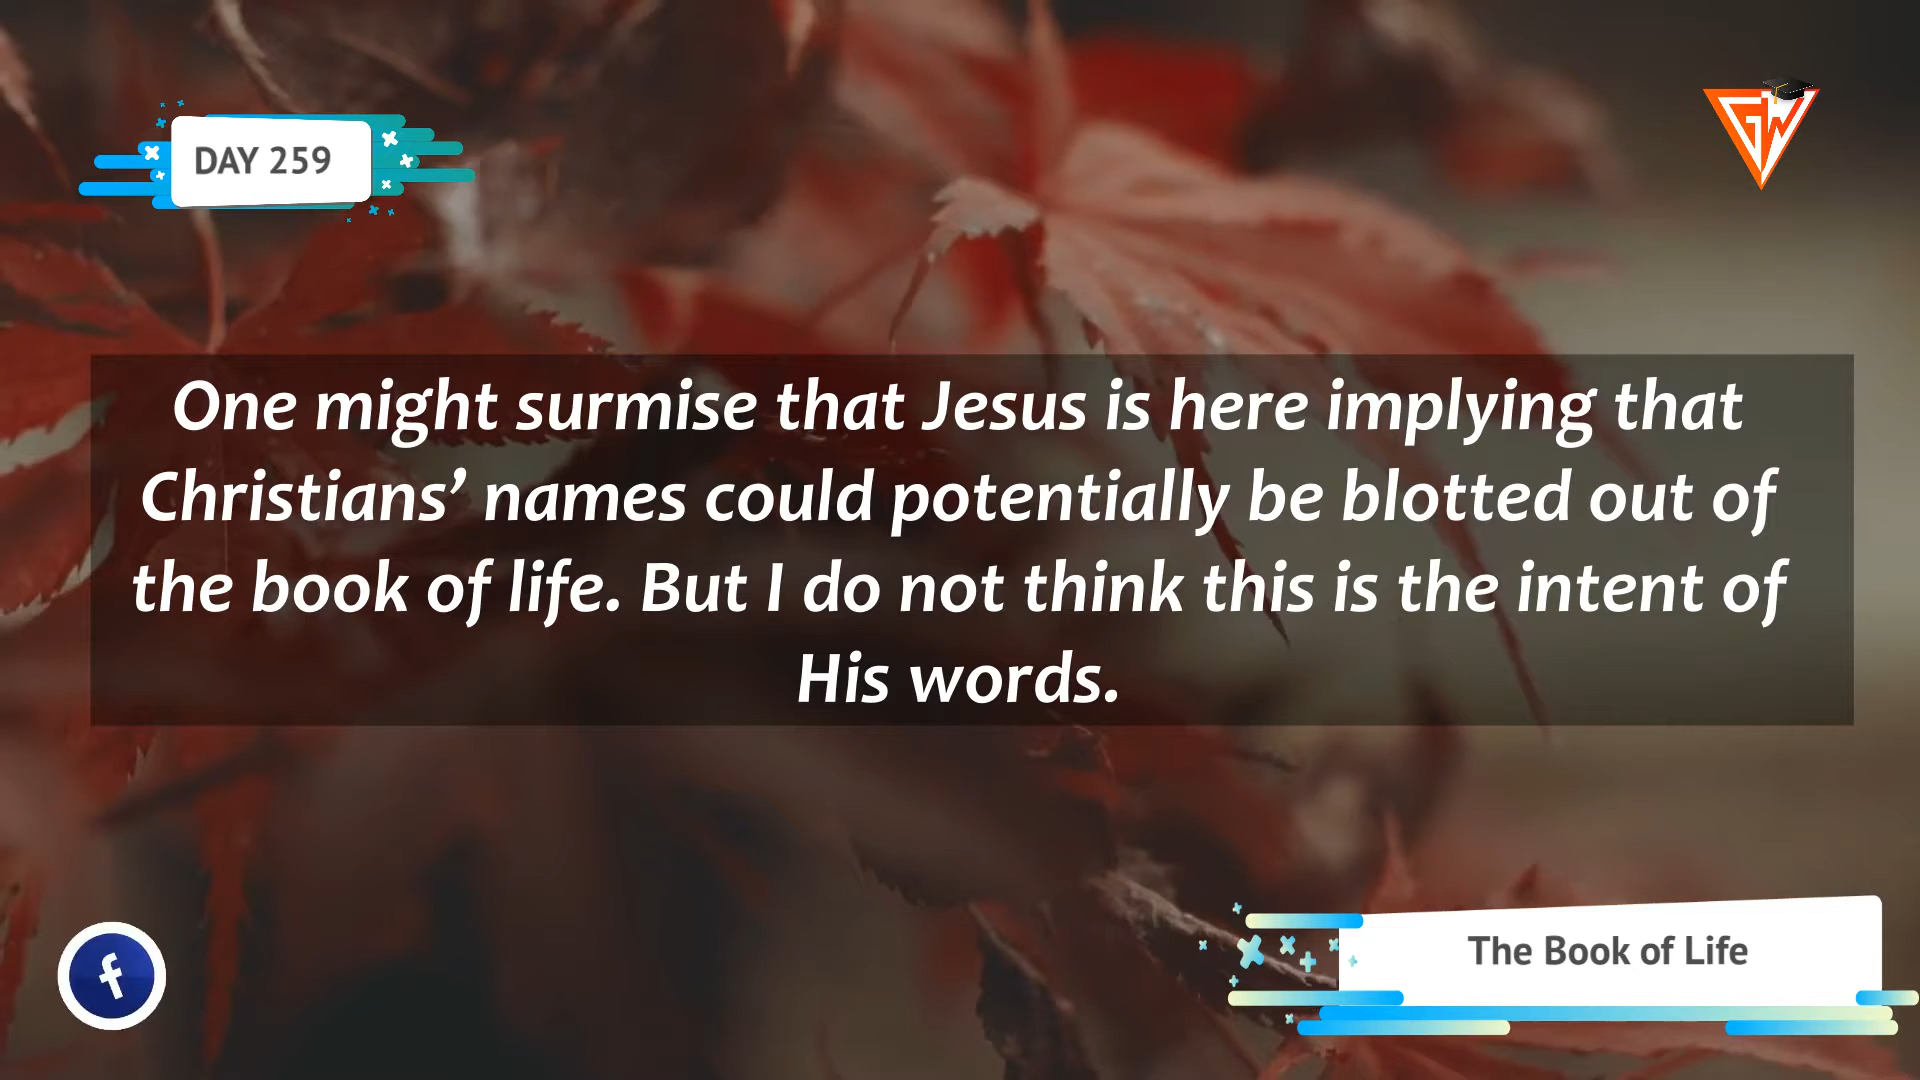 DAY 259
GW
One might surmise that Jesus is here implying that
Christians’ names could potentially be blotted out of
the book of life. But I do not think this is the intent of
His words.
The Book of Life